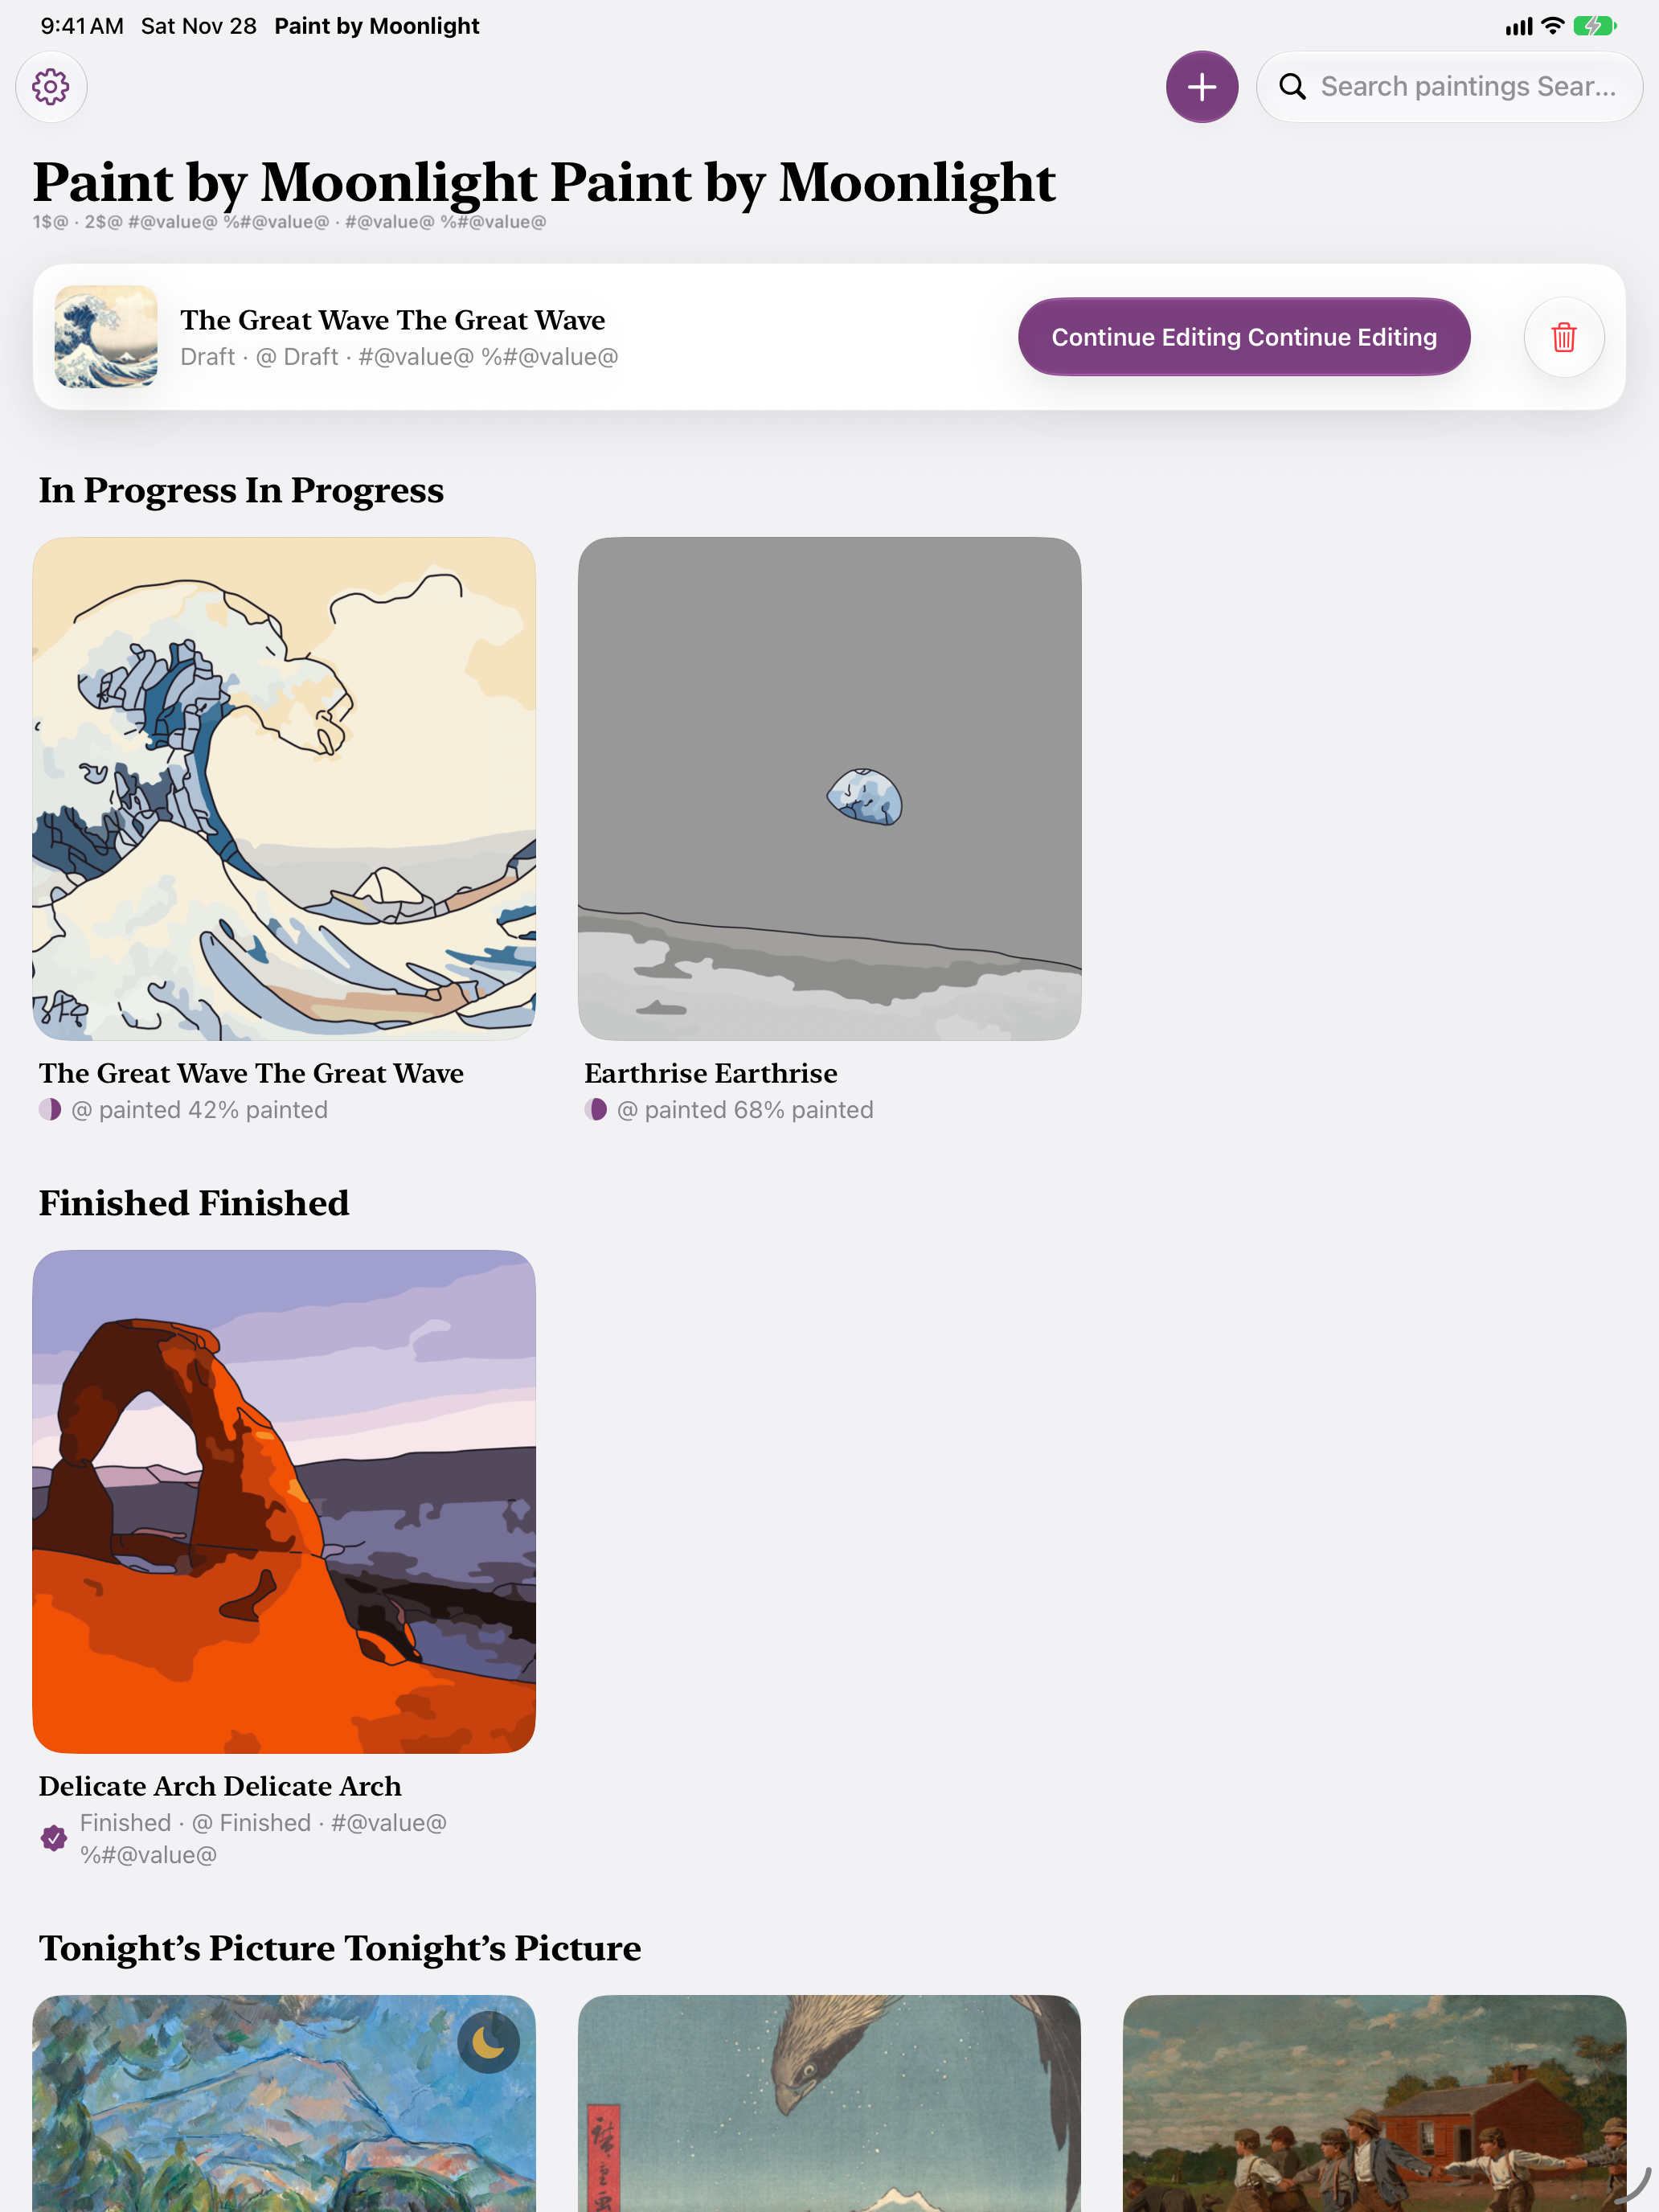 9:41 AM Sat Nov 28 Paint by Moonlight
Search paintings Sear...
Paint by Moonlight Paint by Moonlight
1$@ · 2$@ #@value@ %#@value@ · #@value@ %#@value@
The Great Wave The Great Wave
Draft · @ Draft · #@value@ %#@value@
Continue Editing Continue Editing
In Progress In Progress
The Great Wave The Great Wave
@ painted 42% painted
Earthrise Earthrise
@ painted 68% painted
Finished Finished
Delicate Arch Delicate Arch
Finished · @ Finished · #@value@
%#@value@
Tonight’s Picture Tonight’s Picture